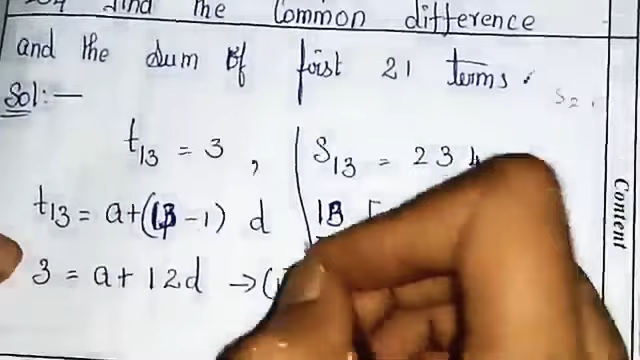 find the Common difference
and the Sum of first 21 terms.
Sol:—
t13 = 3 , S13 = 234
t13 = a+(13-1) d 13 [
3 = a+12d →(
Content